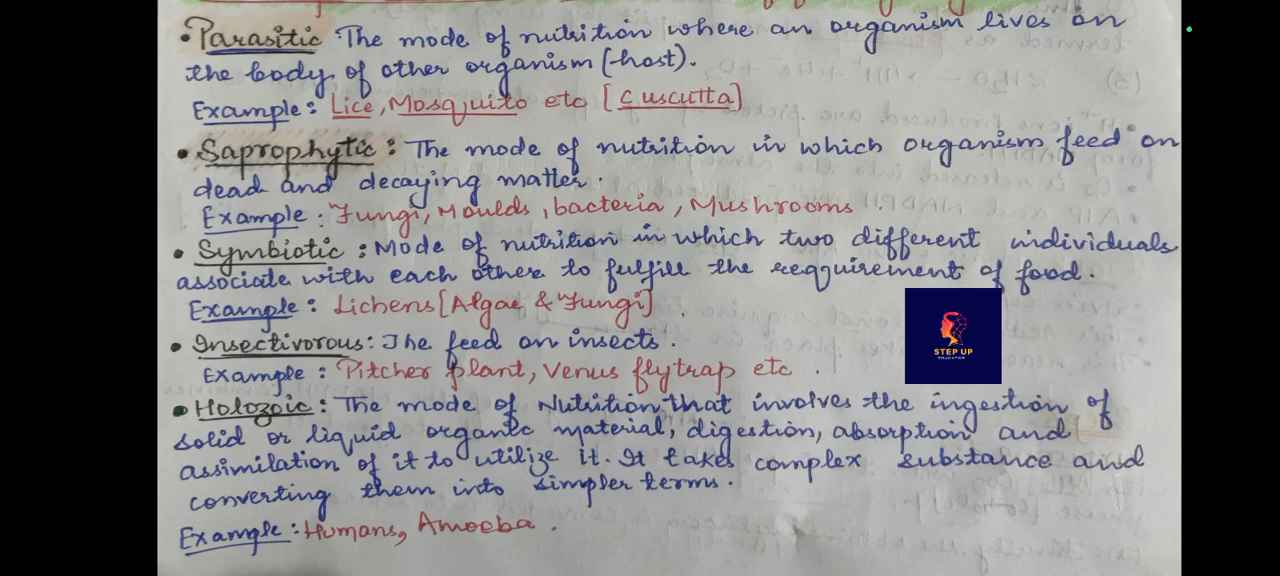 • Parasitic : The mode of nutrition where an organism lives on
the body of other organism (host).
Example : Lice, Mosquito etc [Cuscutta]
• Saprophytic : The mode of nutrition in which organism feed on
dead and decaying matter.
Example : Fungi, Moulds, bacteria, Mushrooms
• Symbiotic : Mode of nutrition in which two different individuals
associate with each other to fulfill the reqquirement of food.
Example : Lichens [Algae & Fungi]
• Insectivorous : The feed on insects.
Example : Pitcher plant, Venus flytrap etc.
• Holozoic : The mode of Nutrition that involves the ingestion of
solid or liquid organic material, digestion, absorption and
assimilation of it to utilize it. It takes complex substance and
converting them into simpler terms.
Example : Humans, Amoeba.
STEP UP